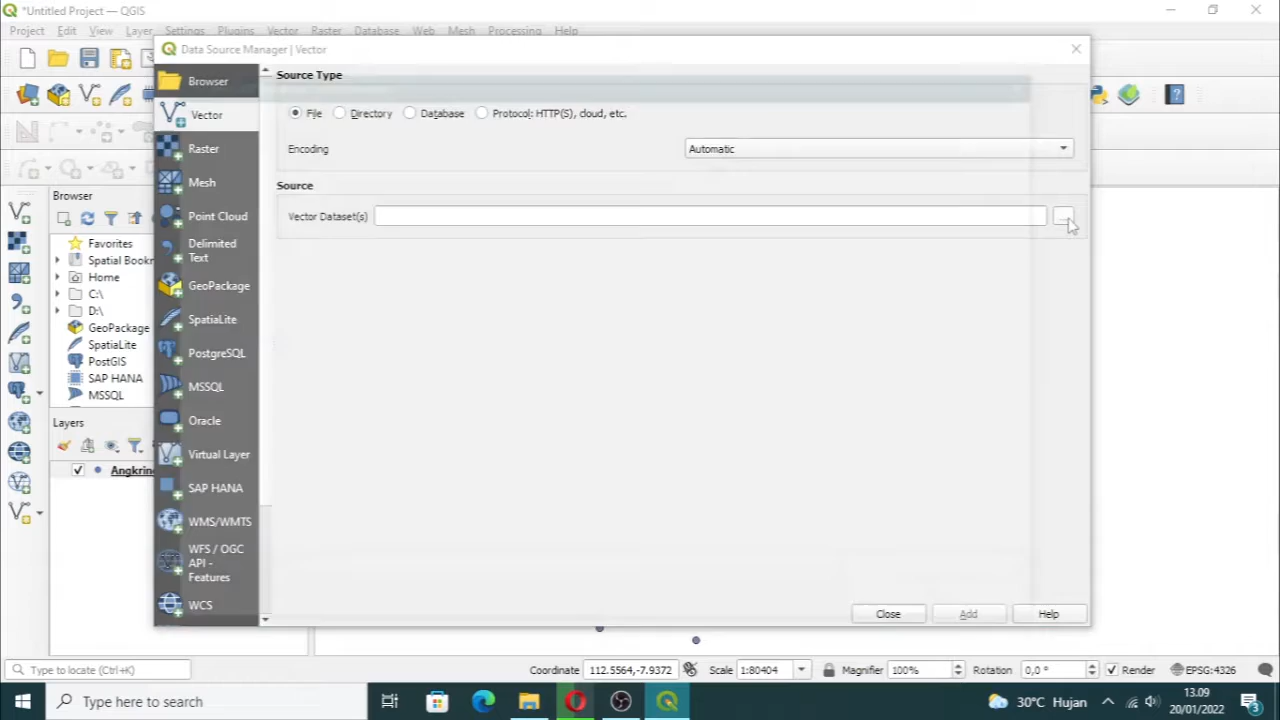 *Untitled Project — QGIS
Project Edit View Layer Settings Plugins Vector Raster Database Web Mesh Processing Help
Data Source Manager | Vector
Browser
Vector
Raster
Mesh
Point Cloud
Delimited
Text
GeoPackage
SpatiaLite
PostgreSQL
MSSQL
Oracle
Virtual Layer
SAP HANA
WMS/WMTS
WFS / OGC
API -
Features
WCS
Source Type
File Directory Database Protocol: HTTP(S), cloud, etc.
Encoding Automatic
Source
Vector Dataset(s)
Close Add Help
Browser
Favorites
Home
C:\
D:\
GeoPackage
SpatiaLite
PostGIS
SAP HANA
MSSQL
Layers
Type to locate (Ctrl+K)
Coordinate 112.5564,-7.9372 Scale 1:80404 Magnifier 100% Rotation 0,0 ° Render EPSG:4326
Type here to search
30°C Hujan
13.09
20/01/2022
3